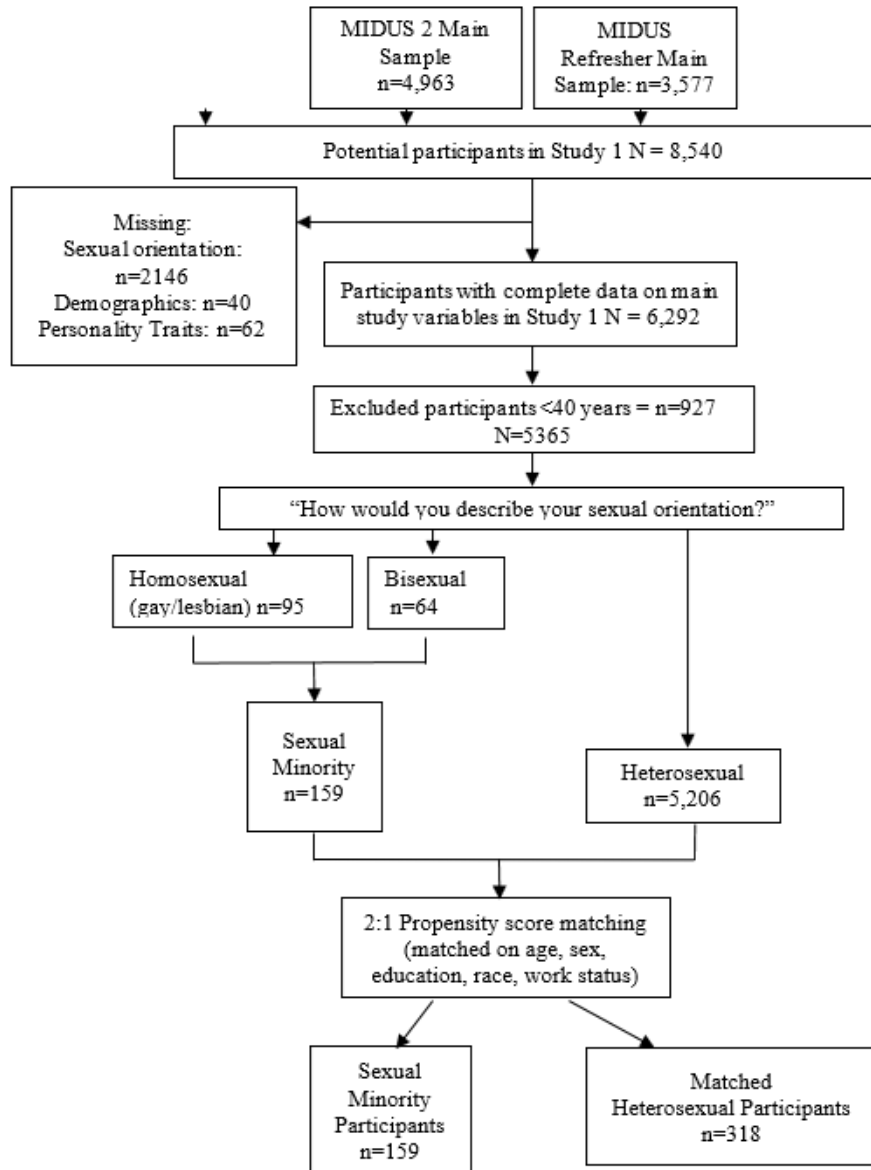 MIDUS 2 Main
Sample
n=4,963
MIDUS
Refresher Main
Sample: n=3,577
Potential participants in Study 1 N = 8,540
Missing:
Sexual orientation:
n=2146
Demographics: n=40
Personality Traits: n=62
Participants with complete data on main
study variables in Study 1 N = 6,292
Excluded participants <40 years = n=927
N=5365
“How would you describe your sexual orientation?”
Homosexual
(gay/lesbian) n=95
Bisexual
n=64
Sexual
Minority
n=159
Heterosexual
n=5,206
2:1 Propensity score matching
(matched on age, sex,
education, race, work status)
Sexual
Minority
Participants
n=159
Matched
Heterosexual Participants
n=318